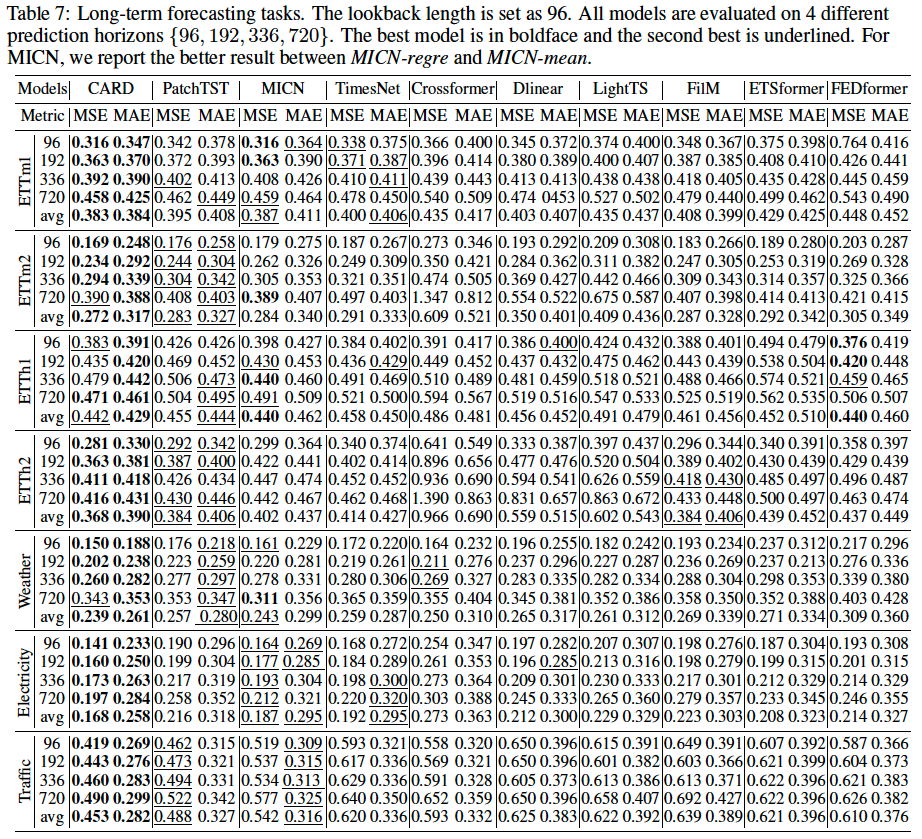 Table 7: Long-term forecasting tasks. The lookback length is set as 96. All models are evaluated on 4 different
prediction horizons {96, 192, 336, 720}. The best model is in boldface and the second best is underlined. For
MICN, we report the better result between MICN-regre and MICN-mean.
Models CARD PatchTST MICN TimesNet Crossformer Dlinear LightTS FilM ETSformer FEDformer
Metric MSE MAE MSE MAE MSE MAE MSE MAE MSE MAE MSE MAE MSE MAE MSE MAE MSE MAE MSE MAE
ETTm1
96 0.316 0.347 0.342 0.378 0.316 0.364 0.338 0.375 0.366 0.400 0.345 0.372 0.374 0.400 0.348 0.367 0.375 0.398 0.764 0.416
192 0.363 0.370 0.372 0.393 0.363 0.390 0.371 0.387 0.396 0.414 0.380 0.389 0.400 0.407 0.387 0.385 0.408 0.410 0.426 0.441
336 0.392 0.390 0.402 0.413 0.408 0.426 0.410 0.411 0.439 0.443 0.413 0.413 0.438 0.438 0.418 0.405 0.435 0.428 0.445 0.459
720 0.458 0.425 0.462 0.449 0.459 0.464 0.478 0.450 0.540 0.509 0.474 0453 0.527 0.502 0.479 0.440 0.499 0.462 0.543 0.490
avg 0.383 0.384 0.395 0.408 0.387 0.411 0.400 0.406 0.435 0.417 0.403 0.407 0.435 0.437 0.408 0.399 0.429 0.425 0.448 0.452
ETTm2
96 0.169 0.248 0.176 0.258 0.179 0.275 0.187 0.267 0.273 0.346 0.193 0.292 0.209 0.308 0.183 0.266 0.189 0.280 0.203 0.287
192 0.234 0.292 0.244 0.304 0.262 0.326 0.249 0.309 0.350 0.421 0.284 0.362 0.311 0.382 0.247 0.305 0.253 0.319 0.269 0.328
336 0.294 0.339 0.304 0.342 0.305 0.353 0.321 0.351 0.474 0.505 0.369 0.427 0.442 0.466 0.309 0.343 0.314 0.357 0.325 0.366
720 0.390 0.388 0.408 0.403 0.389 0.407 0.497 0.403 1.347 0.812 0.554 0.522 0.675 0.587 0.407 0.398 0.414 0.413 0.421 0.415
avg 0.272 0.317 0.283 0.327 0.284 0.340 0.291 0.333 0.609 0.521 0.350 0.401 0.409 0.436 0.287 0.328 0.292 0.342 0.305 0.349
ETTh1
96 0.383 0.391 0.426 0.426 0.398 0.427 0.384 0.402 0.391 0.417 0.386 0.400 0.424 0.432 0.388 0.401 0.494 0.479 0.376 0.419
192 0.435 0.420 0.469 0.452 0.430 0.453 0.436 0.429 0.449 0.452 0.437 0.432 0.475 0.462 0.443 0.439 0.538 0.504 0.420 0.448
336 0.479 0.442 0.506 0.473 0.440 0.460 0.491 0.469 0.510 0.489 0.481 0.459 0.518 0.521 0.488 0.466 0.574 0.521 0.459 0.465
720 0.471 0.461 0.504 0.495 0.491 0.509 0.521 0.500 0.594 0.567 0.519 0.516 0.547 0.533 0.525 0.519 0.562 0.535 0.506 0.507
avg 0.442 0.429 0.455 0.444 0.440 0.462 0.458 0.450 0.486 0.481 0.456 0.452 0.491 0.479 0.461 0.456 0.452 0.510 0.440 0.460
ETTh2
96 0.281 0.330 0.292 0.342 0.299 0.364 0.340 0.374 0.641 0.549 0.333 0.387 0.397 0.437 0.296 0.344 0.340 0.391 0.358 0.397
192 0.363 0.381 0.387 0.400 0.422 0.441 0.402 0.414 0.896 0.656 0.477 0.476 0.520 0.504 0.389 0.402 0.430 0.439 0.429 0.439
336 0.411 0.418 0.426 0.434 0.447 0.474 0.452 0.452 0.936 0.690 0.594 0.541 0.626 0.559 0.418 0.430 0.485 0.497 0.496 0.487
720 0.416 0.431 0.430 0.446 0.442 0.467 0.462 0.468 1.390 0.863 0.831 0.657 0.863 0.672 0.433 0.448 0.500 0.497 0.463 0.474
avg 0.368 0.390 0.384 0.406 0.402 0.437 0.414 0.427 0.966 0.690 0.559 0.515 0.602 0.543 0.384 0.406 0.439 0.452 0.437 0.449
Weather
96 0.150 0.188 0.176 0.218 0.161 0.229 0.172 0.220 0.164 0.232 0.196 0.255 0.182 0.242 0.193 0.234 0.237 0.312 0.217 0.296
192 0.202 0.238 0.223 0.259 0.220 0.281 0.219 0.261 0.211 0.276 0.237 0.296 0.227 0.287 0.236 0.269 0.237 0.213 0.276 0.336
336 0.260 0.282 0.277 0.297 0.278 0.331 0.280 0.306 0.269 0.327 0.283 0.335 0.282 0.334 0.288 0.304 0.298 0.353 0.339 0.380
720 0.343 0.353 0.353 0.347 0.311 0.356 0.365 0.359 0.355 0.404 0.345 0.381 0.352 0.386 0.358 0.350 0.352 0.388 0.403 0.428
avg 0.239 0.261 0.257 0.280 0.243 0.299 0.259 0.287 0.250 0.310 0.265 0.317 0.261 0.312 0.269 0.339 0.271 0.334 0.309 0.360
Electricity
96 0.141 0.233 0.190 0.296 0.164 0.269 0.168 0.272 0.254 0.347 0.197 0.282 0.207 0.307 0.198 0.276 0.187 0.304 0.193 0.308
192 0.160 0.250 0.199 0.304 0.177 0.285 0.184 0.289 0.261 0.353 0.196 0.285 0.213 0.316 0.198 0.279 0.199 0.315 0.201 0.315
336 0.173 0.263 0.217 0.319 0.193 0.304 0.198 0.300 0.273 0.364 0.209 0.301 0.230 0.333 0.217 0.301 0.212 0.329 0.214 0.329
720 0.197 0.284 0.258 0.352 0.212 0.321 0.220 0.320 0.303 0.388 0.245 0.333 0.265 0.360 0.279 0.357 0.233 0.345 0.246 0.355
avg 0.168 0.258 0.216 0.318 0.187 0.295 0.192 0.295 0.273 0.363 0.212 0.300 0.229 0.329 0.223 0.303 0.208 0.323 0.214 0.327
Traffic
96 0.419 0.269 0.462 0.315 0.519 0.309 0.593 0.321 0.558 0.320 0.650 0.396 0.615 0.391 0.649 0.391 0.607 0.392 0.587 0.366
192 0.443 0.276 0.473 0.321 0.537 0.315 0.617 0.336 0.569 0.321 0.650 0.396 0.601 0.382 0.603 0.366 0.621 0.399 0.604 0.373
336 0.460 0.283 0.494 0.331 0.534 0.313 0.629 0.336 0.591 0.328 0.605 0.373 0.613 0.386 0.613 0.371 0.622 0.396 0.621 0.383
720 0.490 0.299 0.522 0.342 0.577 0.325 0.640 0.350 0.652 0.359 0.650 0.396 0.658 0.407 0.692 0.427 0.622 0.396 0.626 0.382
avg 0.453 0.282 0.488 0.327 0.542 0.316 0.620 0.336 0.593 0.332 0.625 0.383 0.622 0.392 0.639 0.389 0.621 0.396 0.610 0.376